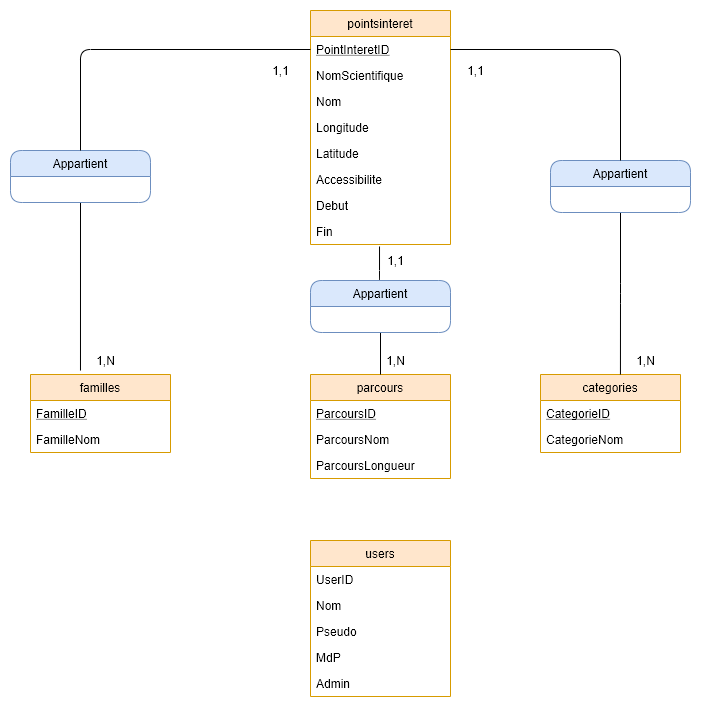 pointsinteret
PointInteretID
NomScientifique
Nom
Longitude
Latitude
Accessibilite
Debut
Fin
1,1
1,1
Appartient
Appartient
1,1
Appartient
1,N
1,N
1,N
familles
FamilleID
FamilleNom
parcours
ParcoursID
ParcoursNom
ParcoursLongueur
categories
CategorieID
CategorieNom
users
UserID
Nom
Pseudo
MdP
Admin